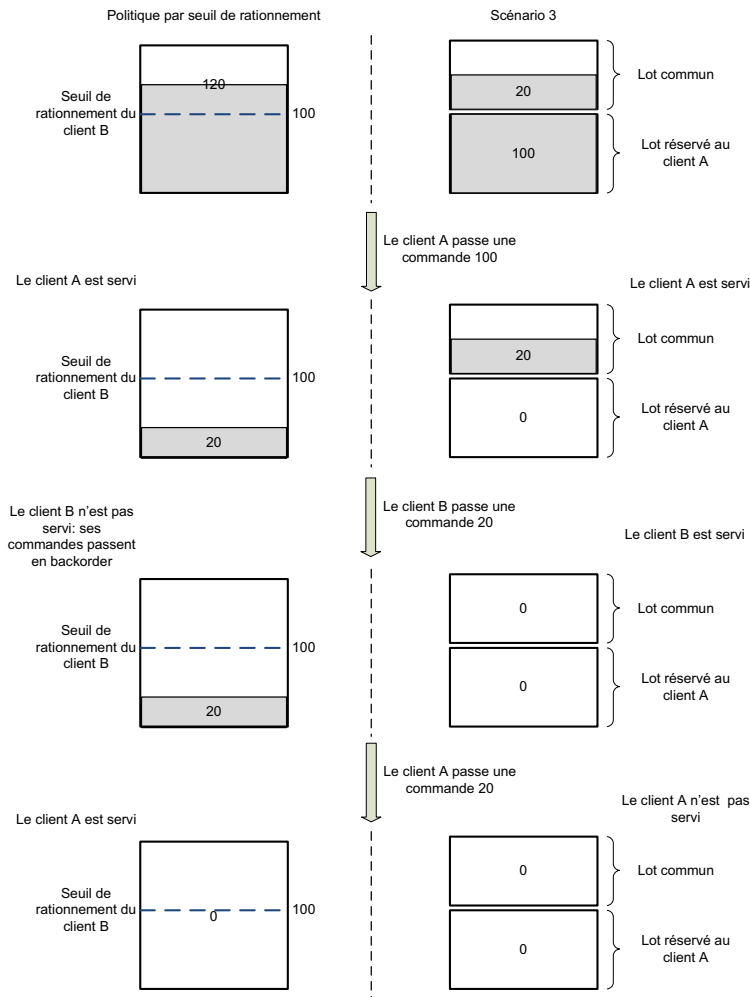 Politique par seuil de rationnement
Scénario 3
120
Seuil de
rationnement du
client B
100
20
100
Lot commun
Lot réservé au
client A
Le client A passe une
commande 100
Le client A est servi
Le client A est servi
Seuil de
rationnement du
client B
100
20
20
0
Lot commun
Lot réservé au
client A
Le client B passe une
commande 20
Le client B n'est pas
servi: ses
commandes passent
en backorder
Le client B est servi
Seuil de
rationnement du
client B
100
20
0
0
Lot commun
Lot réservé au
client A
Le client A passe une
commande 20
Le client A est servi
Le client A n'est pas
servi
Seuil de
rationnement du
client B
100
0
0
0
Lot commun
Lot réservé au
client A